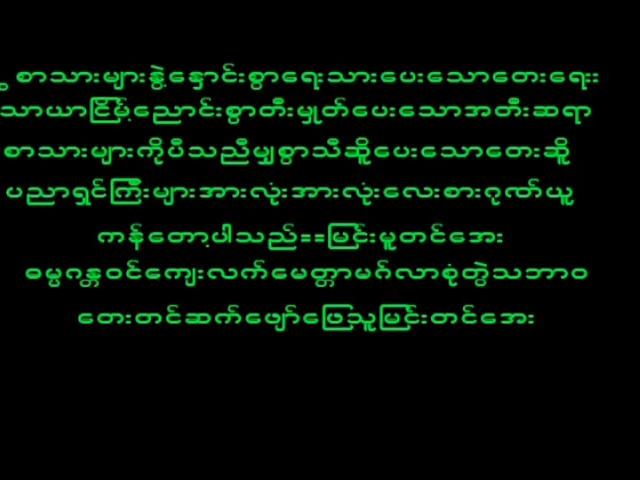 စာသားများနွဲ့နှောင်းစွာရေးသားပေးသောတေးရေး
သာယာငြိမ့်ညောင်းစွာတီးမှုတ်ပေးသောအတီးဆရာ
စာသားများကိုပီသညီမျှစွာသီဆိုပေးသောတေးဆို
ပညာရှင်ကြီးများအားလုံးအားလုံးလေးစားဂုဏ်ယူ
ကန်တော့ပါသည်==မြင်းမူတင်အေး
ဓမ္မဂန္တဝင်ကျေးလက်မေတ္တာမဂ်လာစုံတွဲသဘာဝ
တေးတင်ဆက်ဖျော်ဖြေသူမြင်းတင်အေး